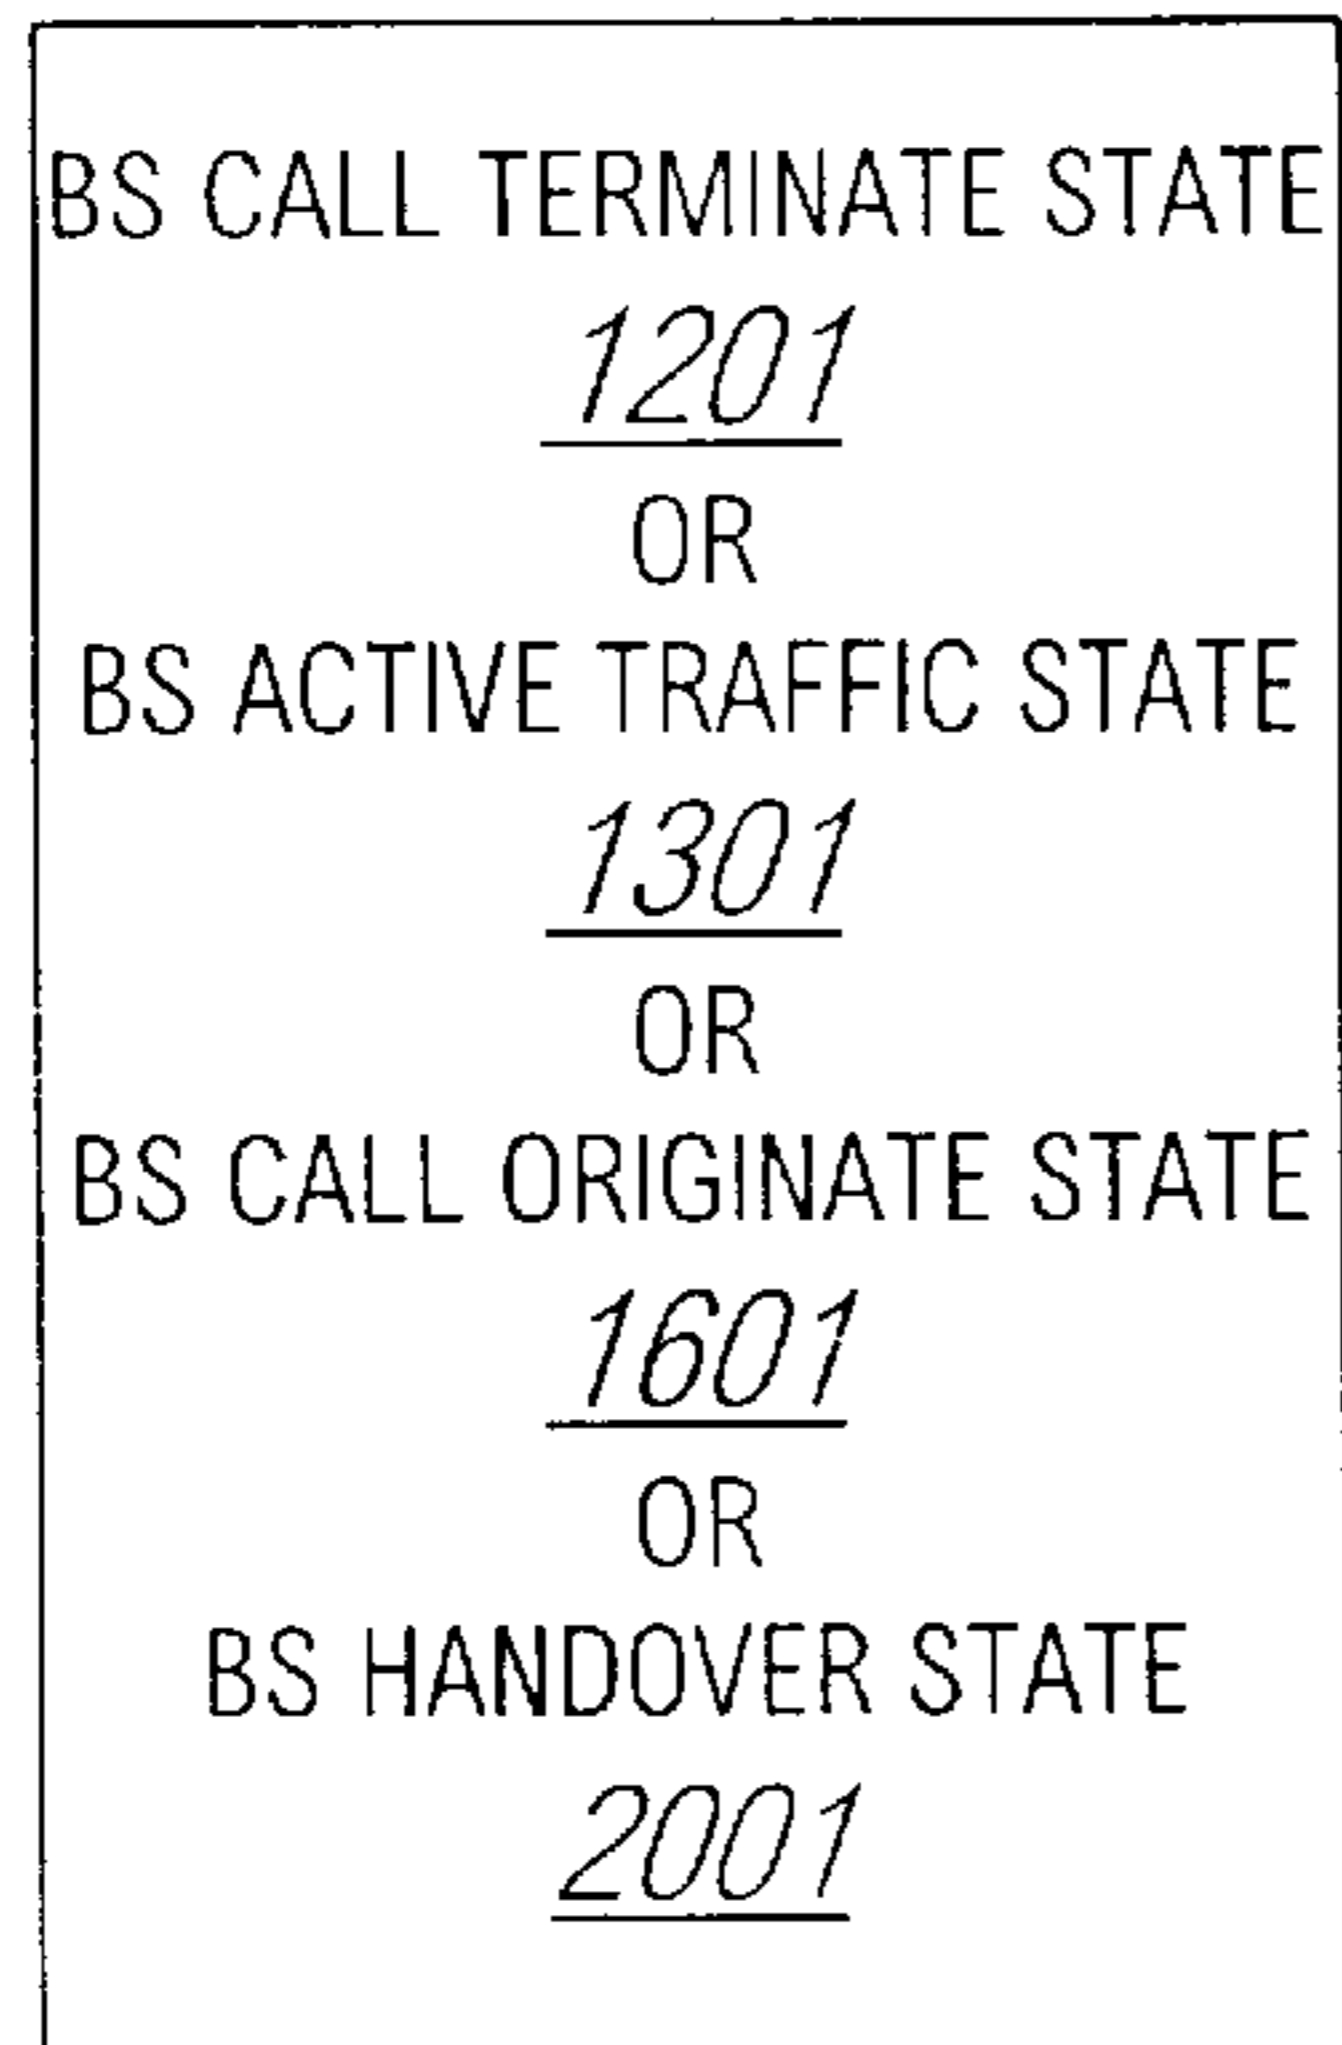 BS CALL TERMINATE STATE
1201
OR
BS ACTIVE TRAFFIC STATE
1301
OR
BS CALL ORIGINATE STATE
1601
OR
BS HANDOVER STATE
2001